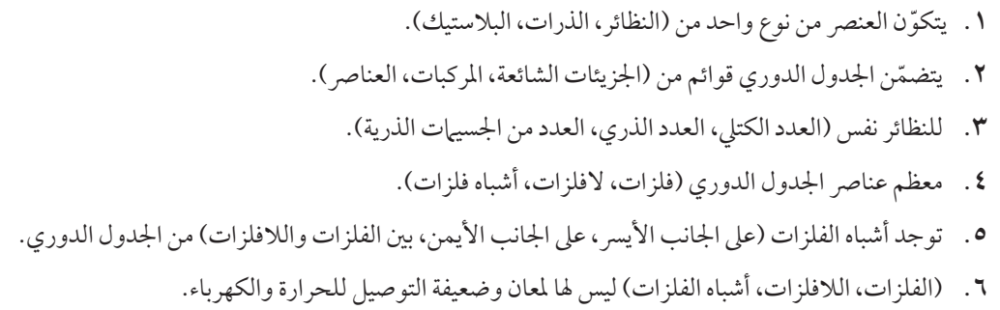 ١. يتكوّن العنصر من نوع واحد من (النظائر، الذرات، البلاستيك).
٢. يتضمّن الجدول الدوري قوائم من (الجزيئات الشائعة، المركبات، العناصر).
٣. للنظائر نفس (العدد الكتلي، العدد الذري، العدد من الجسيمات الذرية).
٤. معظم عناصر الجدول الدوري (فلزات، لافلزات، أشباه فلزات).
٥. توجد أشباه الفلزات (على الجانب الأيسر، على الجانب الأيمن، بين الفلزات واللافلزات) من الجدول الدوري.
٦. (الفلزات، اللافلزات، أشباه الفلزات) ليس لها لمعان وضعيفة التوصيل للحرارة والكهرباء.